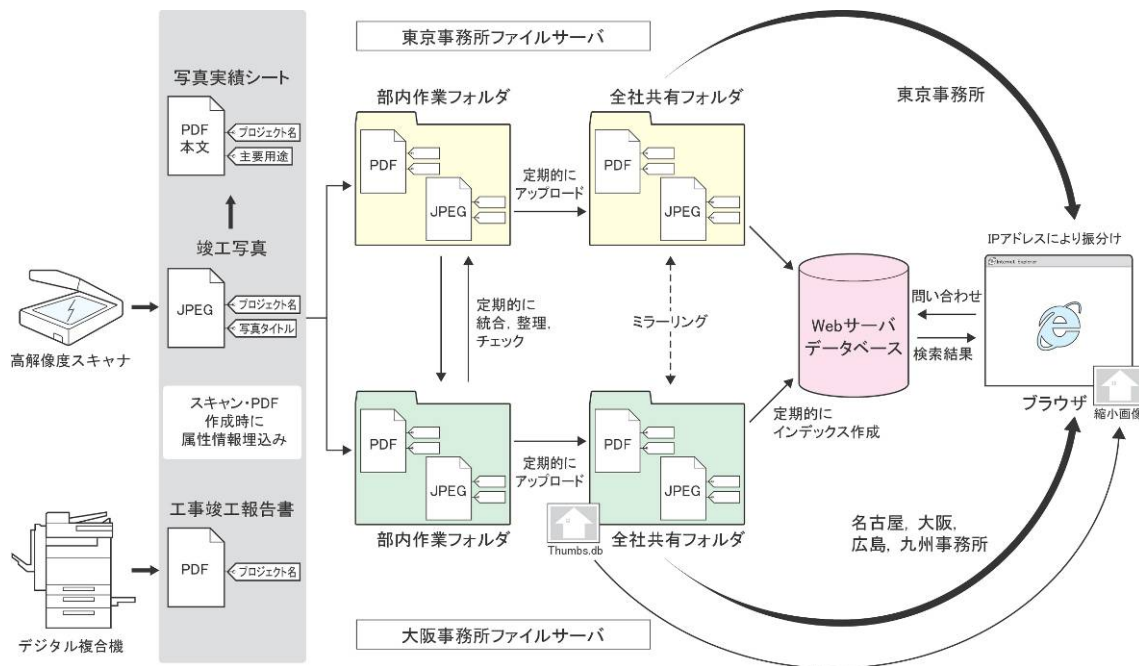 東京事務所ファイルサーバ
写真実績シート
PDF
本文
プロジェクト名
主要用途
竣工写真
JPEG
プロジェクト名
写真タイトル
高解像度スキャナ
スキャン・PDF
作成時に
属性情報埋込み
工事竣工報告書
PDF
プロジェクト名
デジタル複合機
部内作業フォルダ
PDF
JPEG
定期的に
アップロード
全社共有フォルダ
PDF
JPEG
定期的に
統合, 整理,
チェック
ミラーリング
PDF
JPEG
部内作業フォルダ
定期的に
アップロード
PDF
JPEG
Thumbs.db
全社共有フォルダ
大阪事務所ファイルサーバ
Webサーバ
データベース
定期的に
インデックス作成
東京事務所
IPアドレスにより振分け
Internet Explorer
問い合わせ
検索結果
ブラウザ
縮小画像
名古屋, 大阪,
広島, 九州事務所